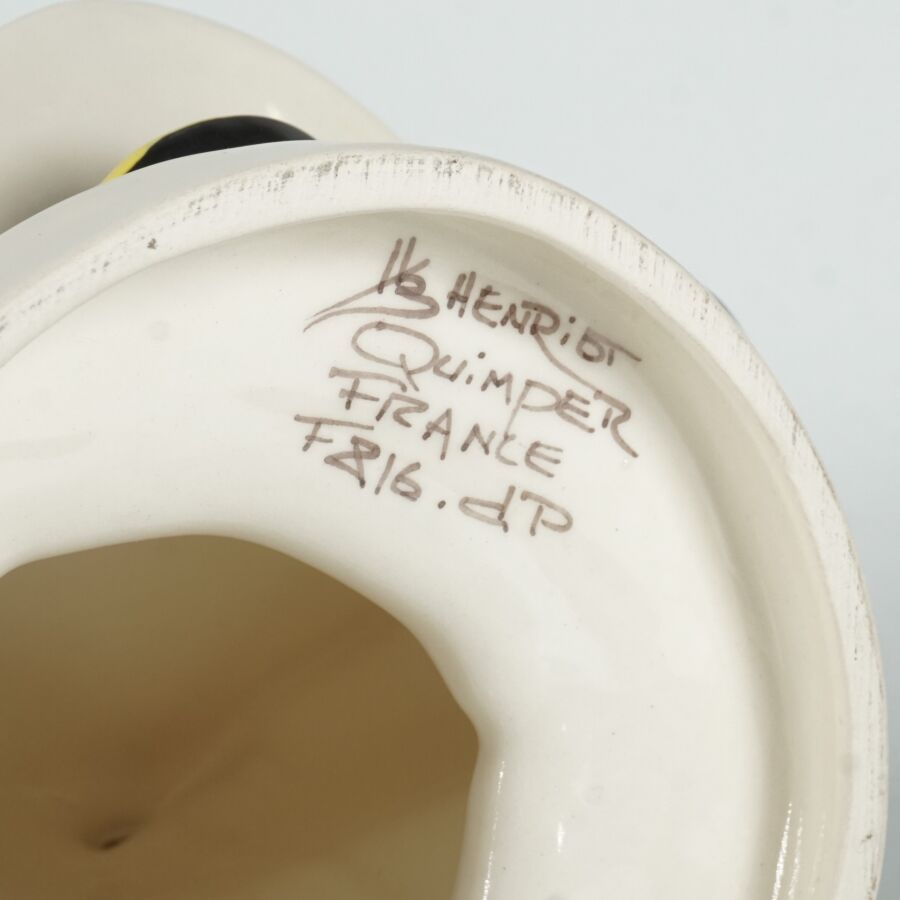 HB HENRiOT
QUiMPER
FRANCE
F816.dP